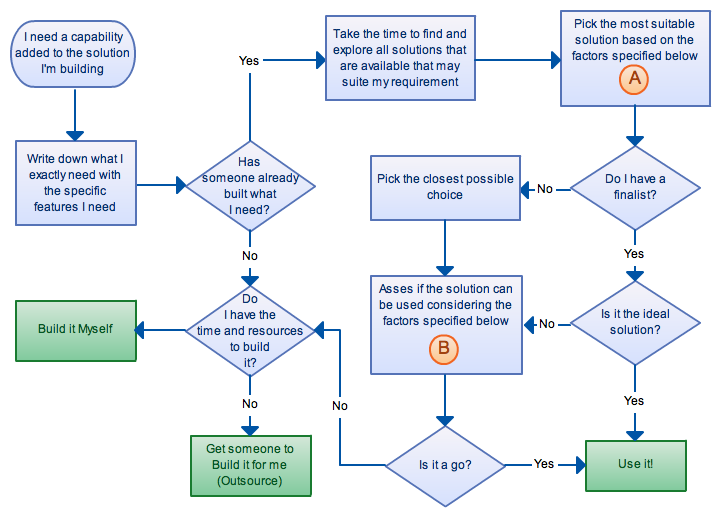 I need a capability
added to the solution
I'm building
Write down what I
exactly need with
the specific
features I need
Has
someone already
built what
I need?
Yes
Take the time to find and
explore all solutions that
are available that may
suite my requirement
Pick the most suitable
solution based on the
factors specified below
A
Do I have a
finalist?
No
Pick the closest possible
choice
Yes
Is it the ideal
solution?
No
Asses if the solution can
be used considering the
factors specified below
B
Yes
Use it!
Is it a go?
Yes
No
No
Do
I have the
time and resources
to build
it?
Build it Myself
No
Get someone to
Build it for me
(Outsource)